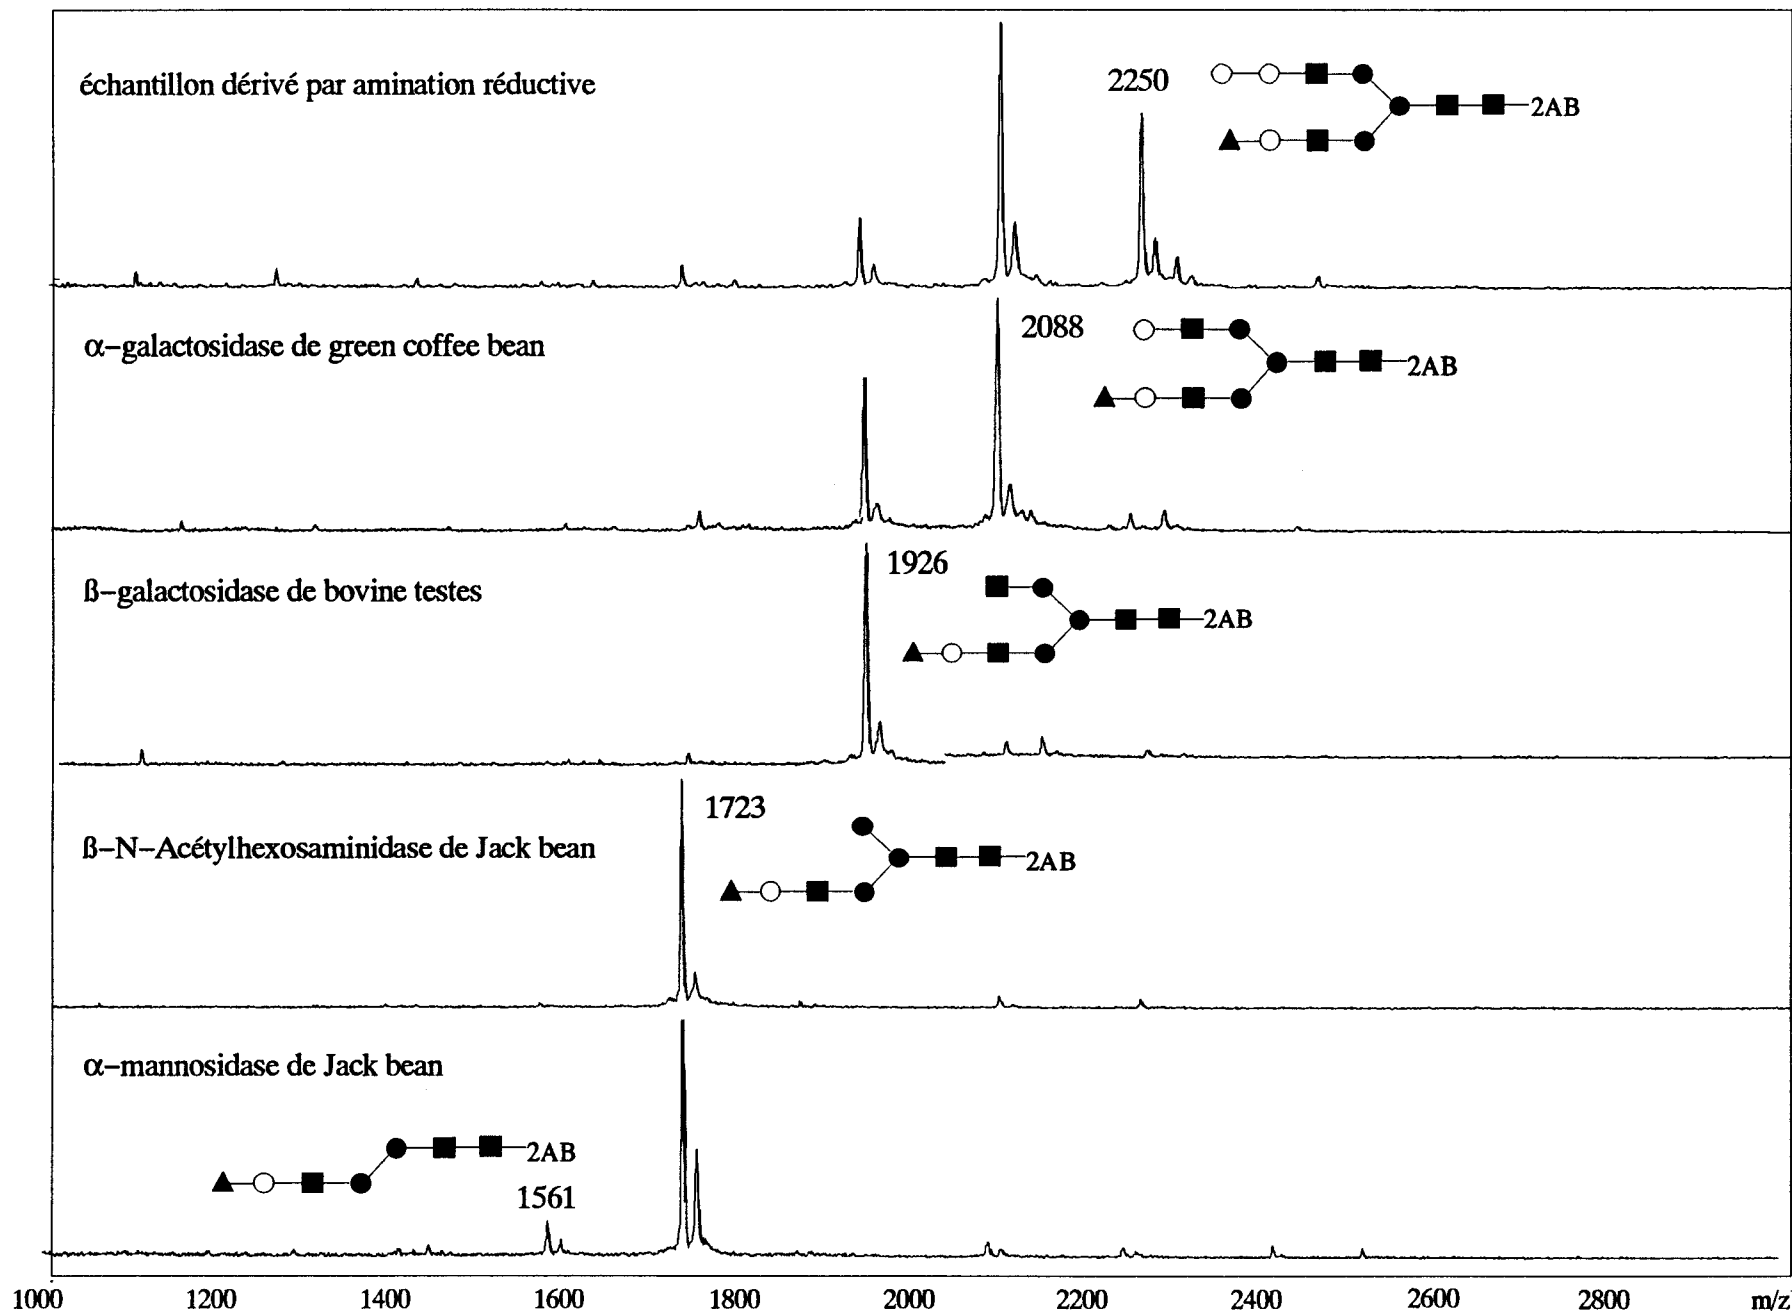 échantillon dérivé par amination réductive
2250
2AB
α−galactosidase de green coffee bean
2088
2AB
ß−galactosidase de bovine testes
1926
2AB
ß−N−Acétylhexosaminidase de Jack bean
1723
2AB
α−mannosidase de Jack bean
2AB
1561
1000 1200 1400 1600 1800 2000 2200 2400 2600 2800 m/z